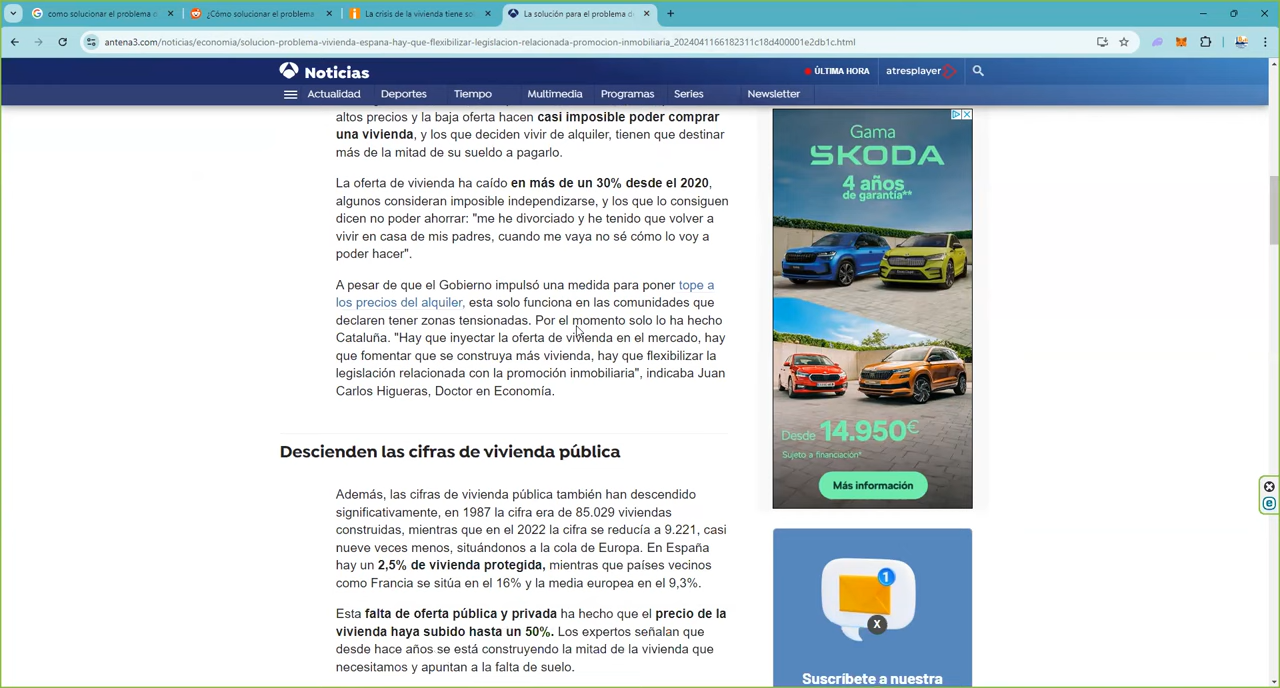 como solucionar el problema d
¿Cómo solucionar el problema
La crisis de la vivienda tiene sol
La solución para el problema de
antena3.com/noticias/economia/solucion-problema-vivienda-espana-hay-que-flexibilizar-legislacion-relacionada-promocion-inmobiliaria_2024041166182311c18d400001e2db1c.html
Noticias
ÚLTIMA HORA
atresplayer
Actualidad Deportes Tiempo Multimedia Programas Series Newsletter
altos precios y la baja oferta hacen casi imposible poder comprar
una vivienda, y los que deciden vivir de alquiler, tienen que destinar
más de la mitad de su sueldo a pagarlo.
La oferta de vivienda ha caído en más de un 30% desde el 2020,
algunos consideran imposible independizarse, y los que lo consiguen
dicen no poder ahorrar: "me he divorciado y he tenido que volver a
vivir en casa de mis padres, cuando me vaya no sé cómo lo voy a
poder hacer".
A pesar de que el Gobierno impulsó una medida para poner tope a
los precios del alquiler, esta solo funciona en las comunidades que
declaren tener zonas tensionadas. Por el momento solo lo ha hecho
Cataluña. "Hay que inyectar la oferta de vivienda en el mercado, hay
que fomentar que se construya más vivienda, hay que flexibilizar la
legislación relacionada con la promoción inmobiliaria", indicaba Juan
Carlos Higueras, Doctor en Economía.
Descienden las cifras de vivienda pública
Además, las cifras de vivienda pública también han descendido
significativamente, en 1987 la cifra era de 85.029 viviendas
construidas, mientras que en el 2022 la cifra se reducía a 9.221, casi
nueve veces menos, situándonos a la cola de Europa. En España
hay un 2,5% de vivienda protegida, mientras que países vecinos
como Francia se sitúa en el 16% y la media europea en el 9,3%.
Esta falta de oferta pública y privada ha hecho que el precio de la
vivienda haya subido hasta un 50%. Los expertos señalan que
desde hace años se está construyendo la mitad de la vivienda que
necesitamos y apuntan a la falta de suelo.
Gama
SKODA
4 años
de garantía**
Desde 14.950€
Sujeto a financiación*
Más información
1
X
Suscríbete a nuestra